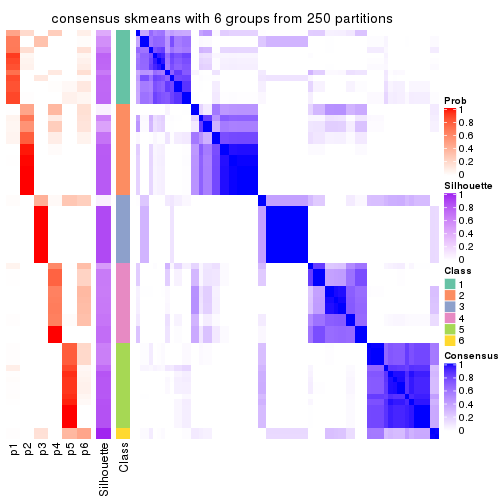 consensus skmeans with 6 groups from 250 partitions
Prob
1
0.8
0.6
0.4
0.2
0
Silhouette
1
0.8
0.6
0.4
0.2
0
Class
1
2
3
4
5
6
Consensus
1
0.8
0.6
0.4
0.2
0
p1
p2
p3
p4
p5
p6
Silhouette
Class